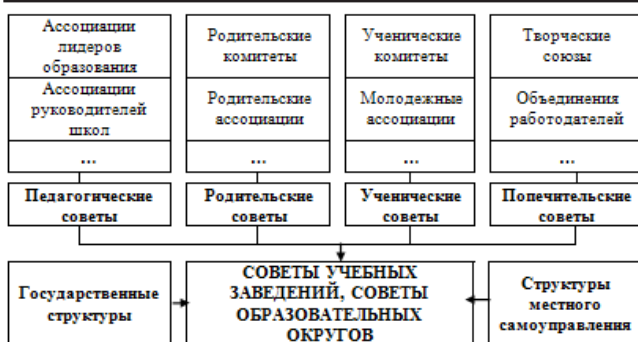 Ассоциации
лидеров
образования
Ассоциации
руководителей
школ
...
Педагогические
советы
Родительские
комитеты
Родительские
ассоциации
...
Родительские
советы
Ученические
комитеты
Молодежные
ассоциации
...
Ученические
советы
Творческие
союзы
Объединения
работодателей
...
Попечительские
советы
Государственные
структуры
СОВЕТЫ УЧЕБНЫХ
ЗАВЕДЕНИЙ, СОВЕТЫ
ОБРАЗОВАТЕЛЬНЫХ
ОКРУГОВ
Структуры
местного
самоуправления